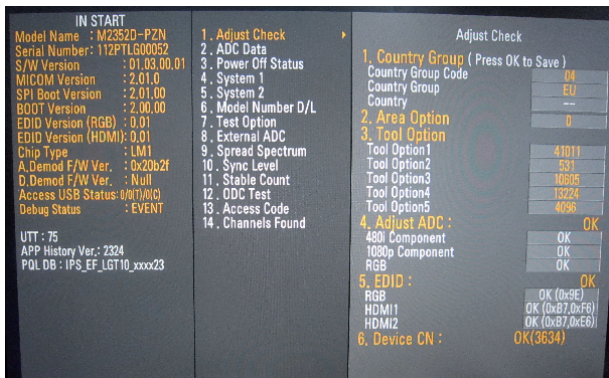 IN START
Model Name : M2352D-PZN
Serial Number: 112PTLG00052
S/W Version : 01,03,00,01
MICOM Version : 2,01,0
SPI Boot Version : 2,01,00
BOOT Version : 2,00,00
EDID Version (RGB) : 0,01
EDID Version (HDMI): 0,01
Chip Type : LM1
A,Demod F/W Ver, : 0x20b2f
D,Demod F/W Ver, : Null
Access USB Status: 0/0(T)/0(C)
Debug Status : EVENT
UTT : 75
APP History Ver, : 2324
PQL DB : IPS_EF_LGT10_xxxx23
1 . Adjust Check
2 . ADC Data
3 . Power Off Status
4 . System 1
5 . System 2
6 . Model Number D/L
7 . Test Option
8 . External ADC
9 . Spread Spectrum
10 . Sync Level
11 . Stable Count
12 . ODC Test
13 . Access Code
14 . Channels Found
Adjust Check
1. Country Group ( Press OK to Save )
Country Group Code 04
Country Group EU
Country --
2. Area Option 0
3. Tool Option
Tool Option1 41011
Tool Option2 531
Tool Option3 10605
Tool Option4 13224
Tool Option5 4096
4. Adjust ADC : OK
480i Component OK
1080p Component OK
RGB OK
5. EDID : OK
RGB OK (0x9E)
HDMI1 OK (0xB7,0xF6)
HDMI2 OK (0xB7,0xE6)
6. Device CN : OK(3634)